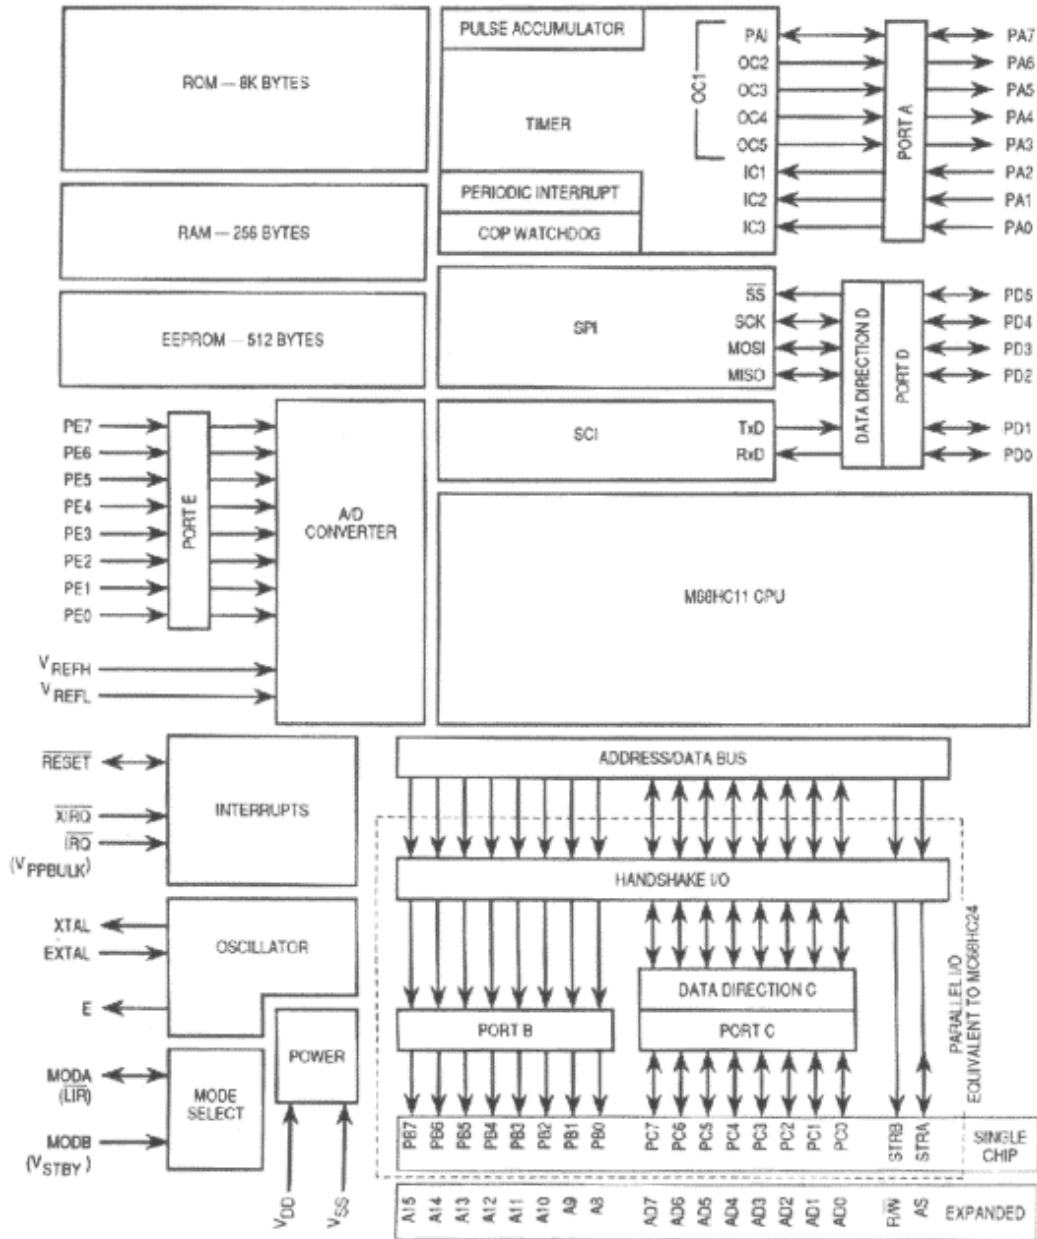 ROM — 8K BYTES
RAM — 256 BYTES
EEPROM — 512 BYTES
PULSE ACCUMULATOR
TIMER
PERIODIC INTERRUPT
COP WATCHDOG
OC1
PAI
OC2
OC3
OC4
OC5
IC1
IC2
IC3
PORT A
PA7
PA6
PA5
PA4
PA3
PA2
PA1
PA0
SPI
SS
SCK
MOSI
MISO
SCI
TxD
RxD
DATA DIRECTION D
PORT D
PD5
PD4
PD3
PD2
PD1
PD0
PE7
PE6
PE5
PE4
PE3
PE2
PE1
PE0
PORT E
A/D
CONVERTER
VREFH
VREFL
M68HC11 CPU
RESET
XIRQ
IRQ
(VPPBULK)
INTERRUPTS
XTAL
EXTAL
E
OSCILLATOR
MODA
(LIR)
MODB
(VSTBY)
MODE
SELECT
POWER
VDD
VSS
ADDRESS/DATA BUS
HANDSHAKE I/O
DATA DIRECTION C
PORT B
PORT C
PARALLEL I/O
EQUIVALENT TO MC68HC24
PB7 PB6 PB5 PB4 PB3 PB2 PB1 PB0 PC7 PC6 PC5 PC4 PC3 PC2 PC1 PC0 STRB STRA
SINGLE
CHIP
A15 A14 A13 A12 A11 A10 A9 A8 AD7 AD6 AD5 AD4 AD3 AD2 AD1 AD0 R/W AS
EXPANDED